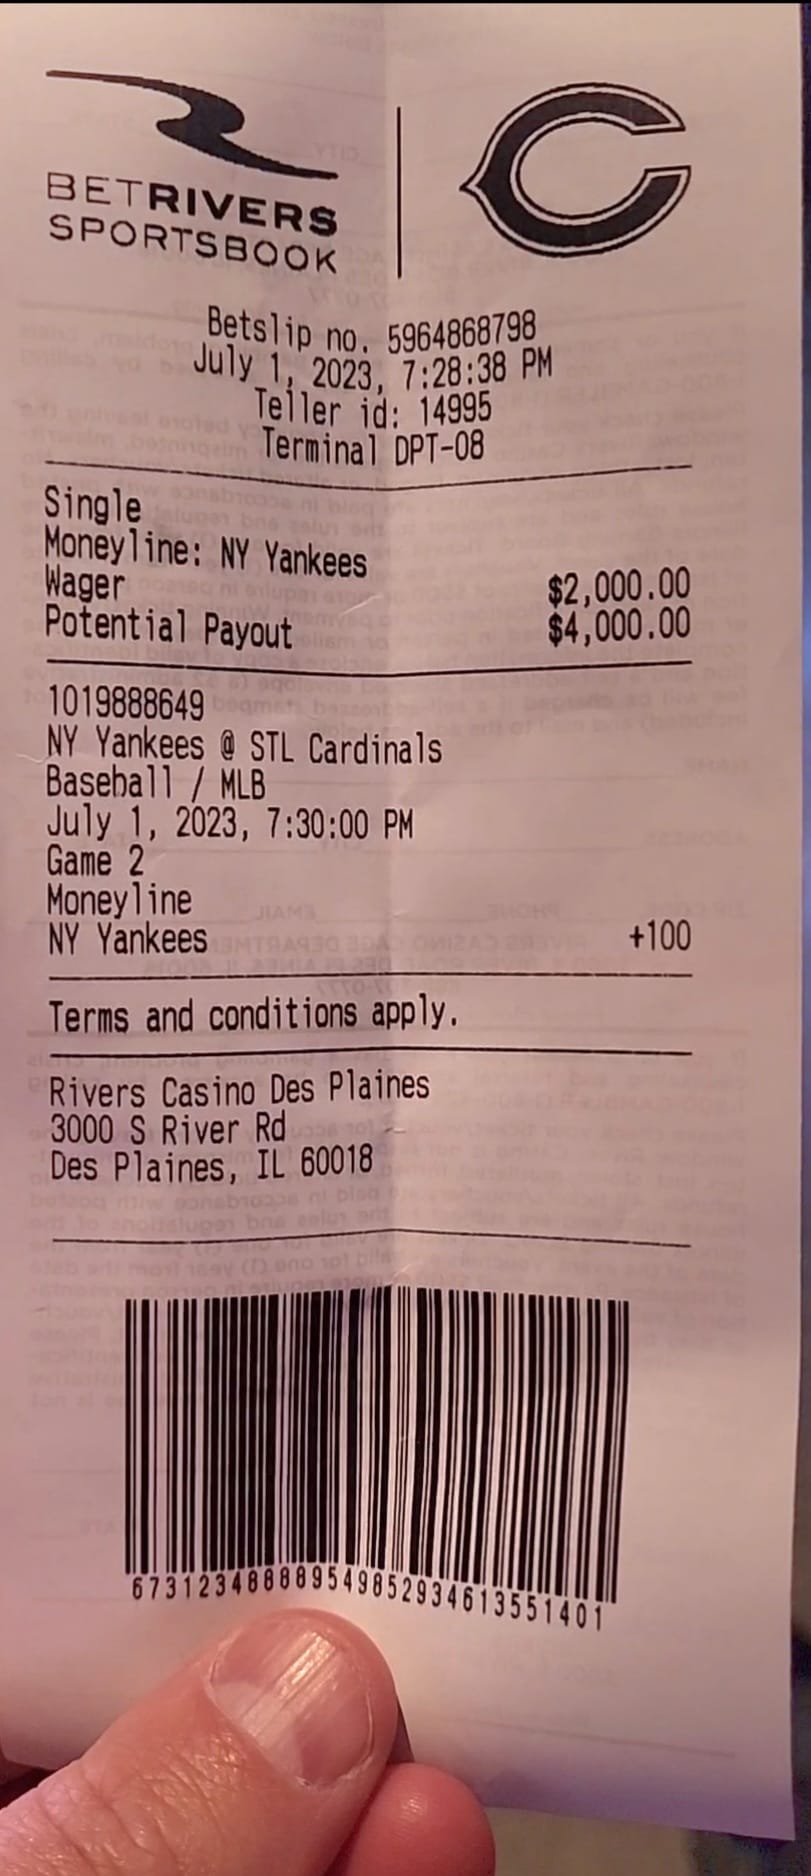 BETRIVERS
SPORTSBOOK
Betslip no. 5964868798
July 1, 2023, 7:28:38 PM
Teller id: 14995
Terminal DPT-08
Single
Moneyline: NY Yankees
Wager $2,000.00
Potential Payout $4,000.00
1019888649
NY Yankees @ STL Cardinals
Baseball / MLB
July 1, 2023, 7:30:00 PM
Game 2
Moneyline
NY Yankees +100
Terms and conditions apply.
Rivers Casino Des Plaines
3000 S River Rd
Des Plaines, IL 60018
67312348888954985293461355​1401